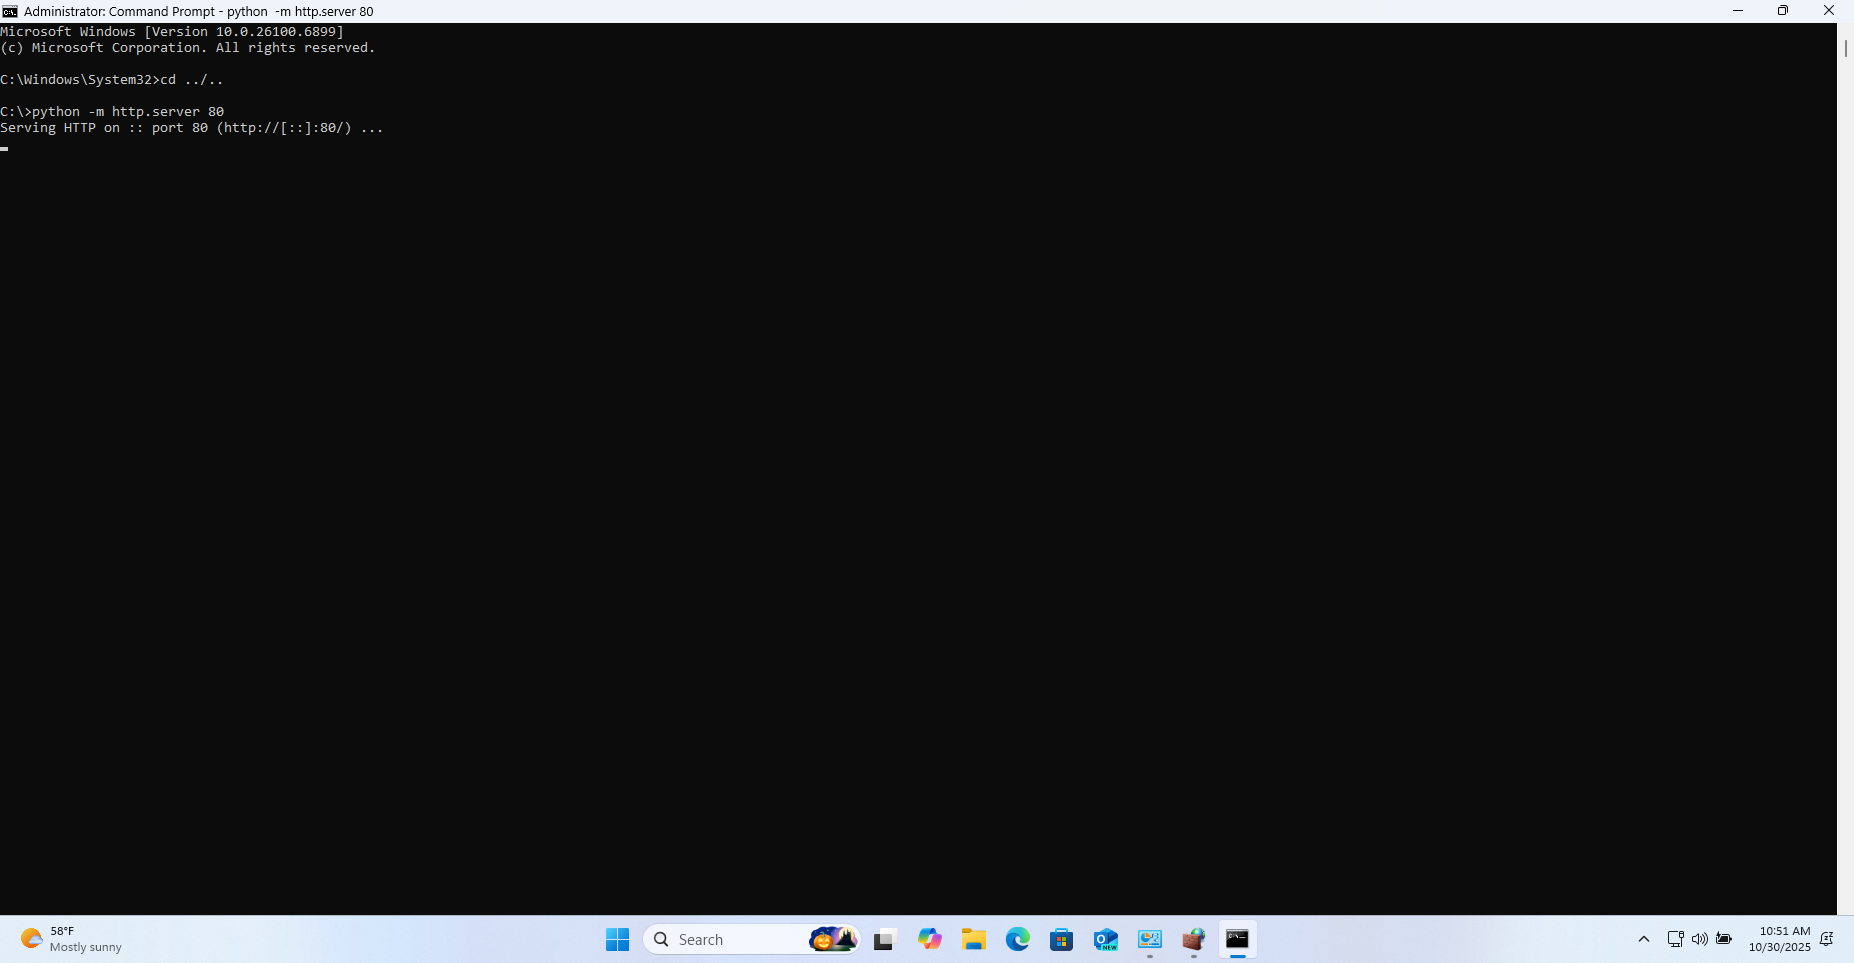 Administrator: Command Prompt - python  -m http.server 80
Microsoft Windows [Version 10.0.26100.6899]
(c) Microsoft Corporation. All rights reserved.
C:\Windows\System32>cd ../..
C:\>python -m http.server 80
Serving HTTP on :: port 80 (http://[::]:80/) ...
58°F
Mostly sunny
Search
NEW
10:51 AM
10/30/2025